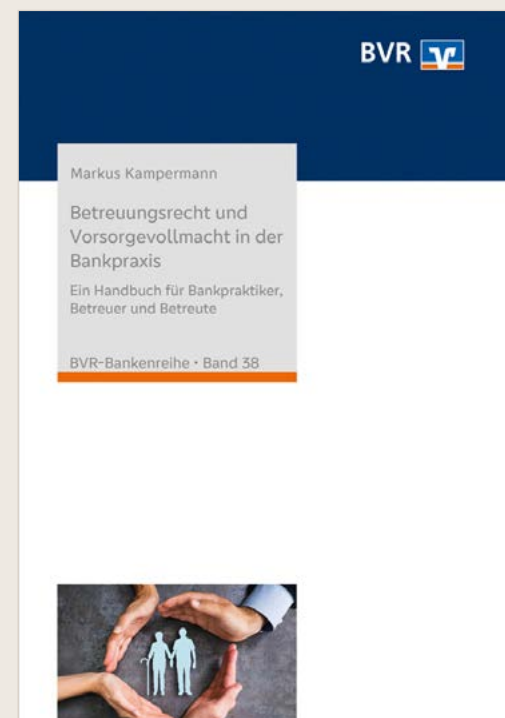 BVR
Markus Kampermann
Betreuungsrecht und
Vorsorgevollmacht in der
Bankpraxis
Ein Handbuch für Bankpraktiker,
Betreuer und Betreute
BVR-Bankenreihe • Band 38